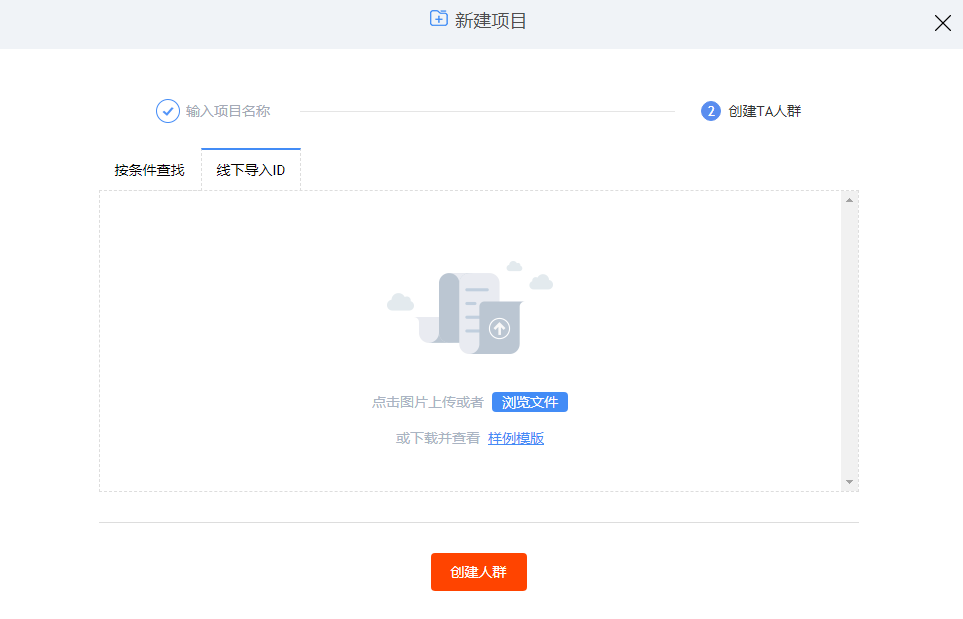 新建项目
输入项目名称
2 创建TA人群
按条件查找 线下导入ID
点击图片上传或者 浏览文件
或下载并查看 样例模版
创建人群